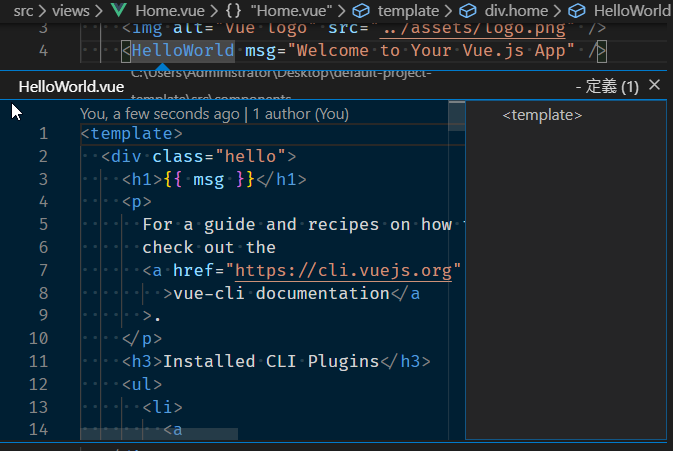 src > views > Home.vue > {} "Home.vue" > template > div.home > HelloWorld
3 <img alt="Vue logo" src="../assets/logo.png" />
4 <HelloWorld msg="Welcome to Your Vue.js App" />
HelloWorld.vue C:\Users\Administrator\Desktop\default-project-
template\src\components
- 定義 (1) ×
You, a few seconds ago | 1 author (You)
1 <template>
2 <div class="hello">
3 <h1>{{ msg }}</h1>
4 <p>
5 For a guide and recipes on how
6 check out the
7 <a href="https://cli.vuejs.org"
8 >vue-cli documentation</a
9 >.
10 </p>
11 <h3>Installed CLI Plugins</h3>
12 <ul>
13 <li>
14 <a
<template>